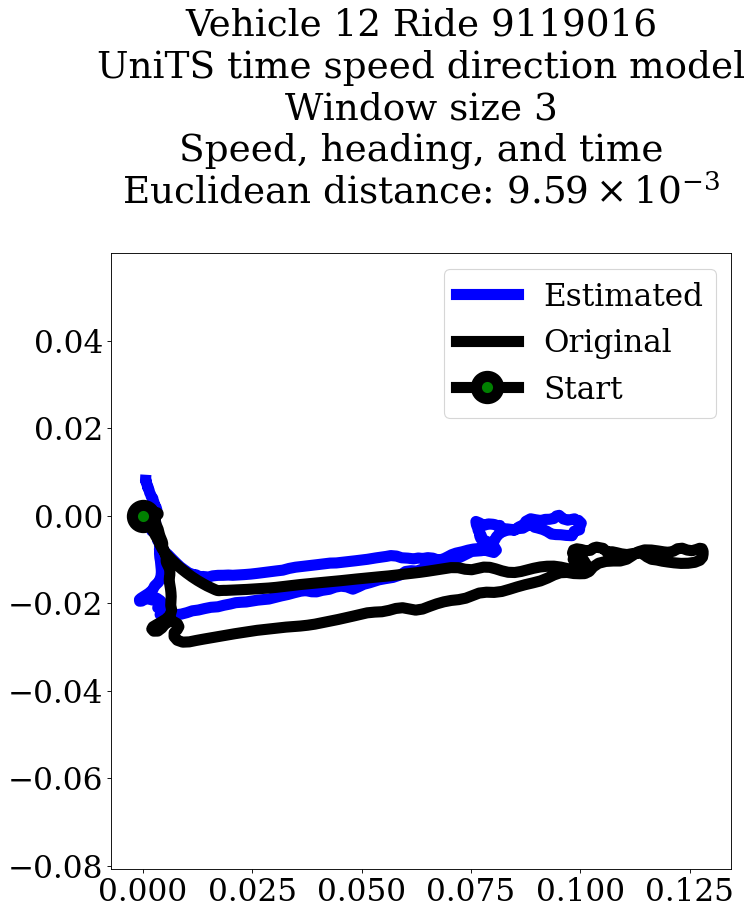 Vehicle 12 Ride 9119016
UniTS time speed direction model
Window size 3
Speed, heading, and time
Euclidean distance: 9.59 × 10⁻³
Estimated
Original
Start
0.04
0.02
0.00
−0.02
−0.04
−0.06
−0.08
0.000 0.025 0.050 0.075 0.100 0.125